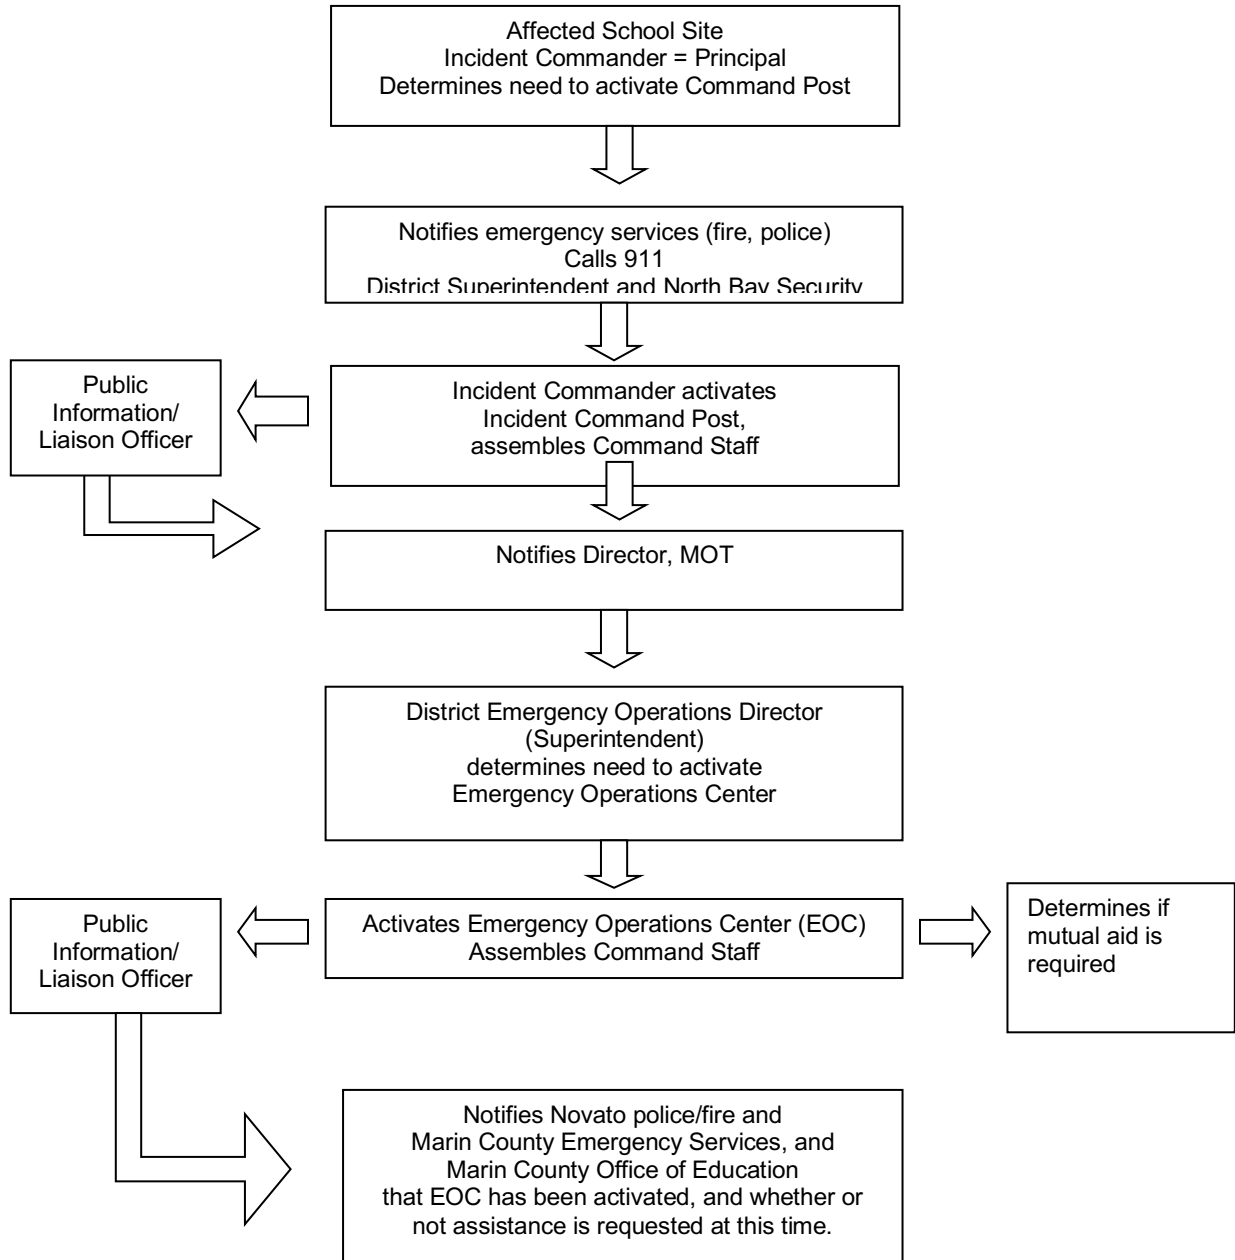 Affected School Site
Incident Commander = Principal
Determines need to activate Command Post
Notifies emergency services (fire, police)
Calls 911
District Superintendent and North Bay Security
Public
Information/
Liaison Officer
Incident Commander activates
Incident Command Post,
assembles Command Staff
Notifies Director, MOT
District Emergency Operations Director
(Superintendent)
determines need to activate
Emergency Operations Center
Public
Information/
Liaison Officer
Activates Emergency Operations Center (EOC)
Assembles Command Staff
Determines if
mutual aid is
required
Notifies Novato police/fire and
Marin County Emergency Services, and
Marin County Office of Education
that EOC has been activated, and whether or
not assistance is requested at this time.